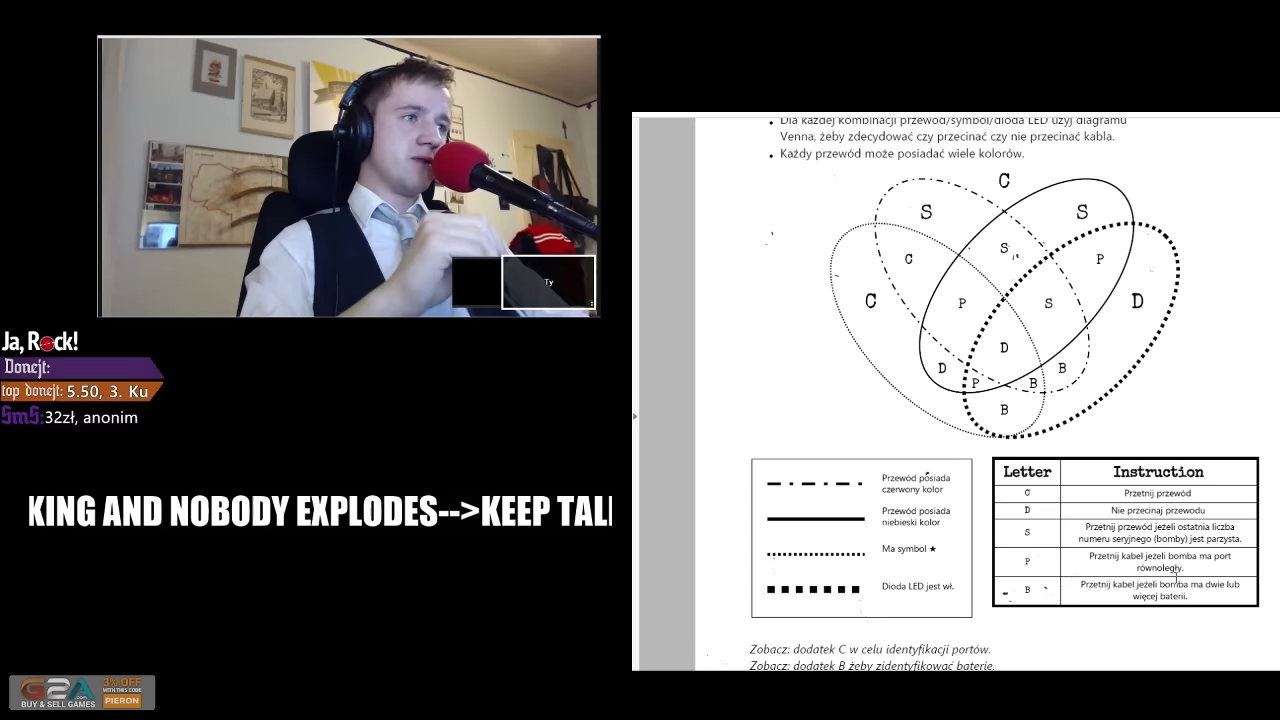 Ty
Ja, Rock!
Donejt:
top donejt: 5.50, 3. Ku
SmS: 32zł, anonim
KING AND NOBODY EXPLODES-->KEEP TAL
G2A
.com
BUY & SELL GAMES
3% OFF
WITH THIS CODE
PIERON
• Dla każdej kombinacji przewód/symbol/dioda LED użyj diagramu
Venna, żeby zdecydować czy przecinać czy nie przecinać kabla.
• Każdy przewód może posiadać wiele kolorów.
C
S
S
S
C
P
C
P
S
D
D
D
B
P
B
B
Przewód posiada
czerwony kolor
Przewód posiada
niebieski kolor
Ma symbol ★
Dioda LED jest wł.
Letter Instruction
C Przetnij przewód
D Nie przecinaj przewodu
S Przetnij przewód jeżeli ostatnia liczba
numeru seryjnego (bomby) jest parzysta.
P Przetnij kabel jeżeli bomba ma port
równoległy.
B Przetnij kabel jeżeli bomba ma dwie lub
więcej baterii.
Zobacz: dodatek C w celu identyfikacji portów.
Zobacz: dodatek B żeby zidentyfikować baterie.